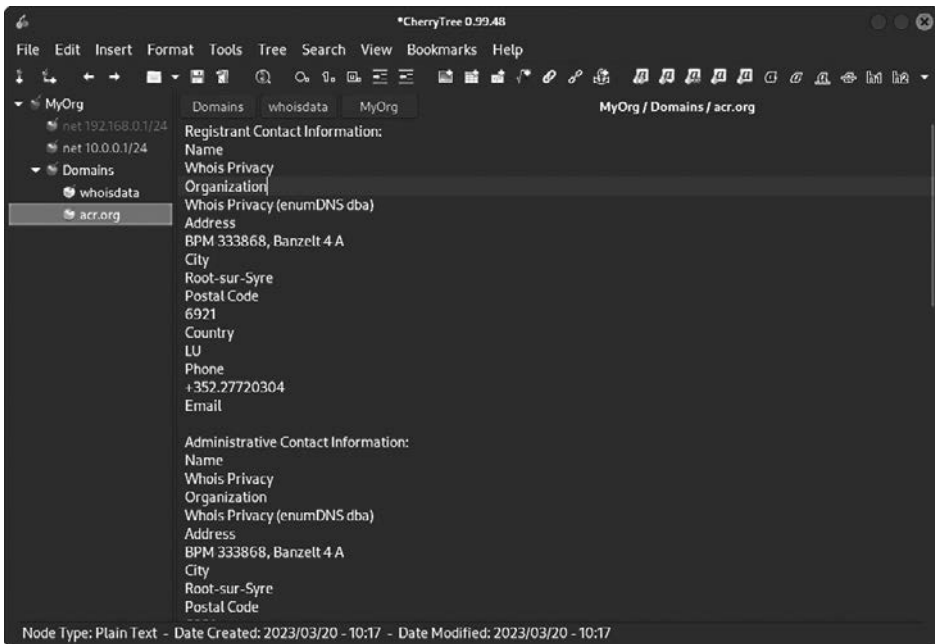 *CherryTree 0.99.48
File Edit Insert Format Tools Tree Search View Bookmarks Help
MyOrg
net 192.168.0.1/24
net 10.0.0.1/24
Domains
whoisdata
acr.org
Domains whoisdata MyOrg MyOrg / Domains / acr.org
Registrant Contact Information:
Name
Whois Privacy
Organization
Whois Privacy (enumDNS dba)
Address
BPM 333868, Banzelt 4 A
City
Root-sur-Syre
Postal Code
6921
Country
LU
Phone
+352.27720304
Email
Administrative Contact Information:
Name
Whois Privacy
Organization
Whois Privacy (enumDNS dba)
Address
BPM 333868, Banzelt 4 A
City
Root-sur-Syre
Postal Code
Node Type: Plain Text - Date Created: 2023/03/20 - 10:17 - Date Modified: 2023/03/20 - 10:17